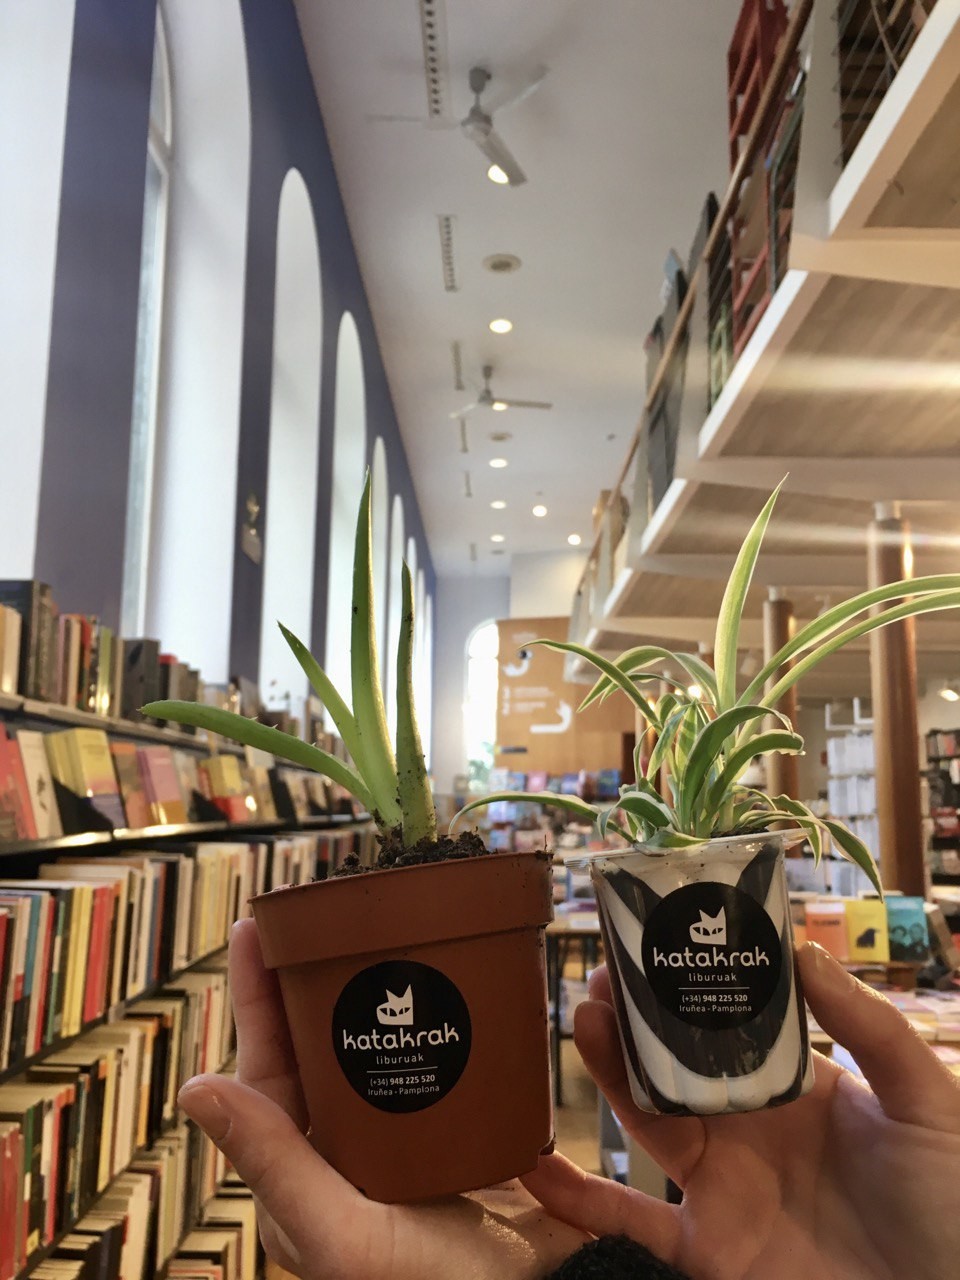 katakrak
liburuak
(+34) 948 225 520
Iruñea - Pamplona
katakrak
liburuak
(+34) 948 225 520
Iruñea - Pamplona